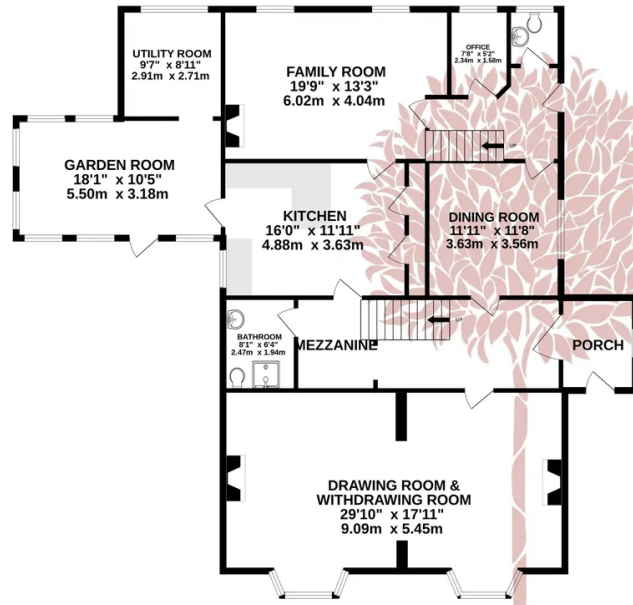 UTILITY ROOM
9'7" x 8'11"
2.91m x 2.71m
FAMILY ROOM
19'9" x 13'3"
6.02m x 4.04m
OFFICE
7'8" x 5'2"
2.34m x 1.58m
UP
GARDEN ROOM
18'1" x 10'5"
5.50m x 3.18m
KITCHEN
16'0" x 11'11"
4.88m x 3.63m
DINING ROOM
11'11" x 11'8"
3.63m x 3.56m
UP
BATHROOM
8'1" x 6'4"
2.47m x 1.94m
MEZZANINE
PORCH
DRAWING ROOM &
WITHDRAWING ROOM
29'10" x 17'11"
9.09m x 5.45m